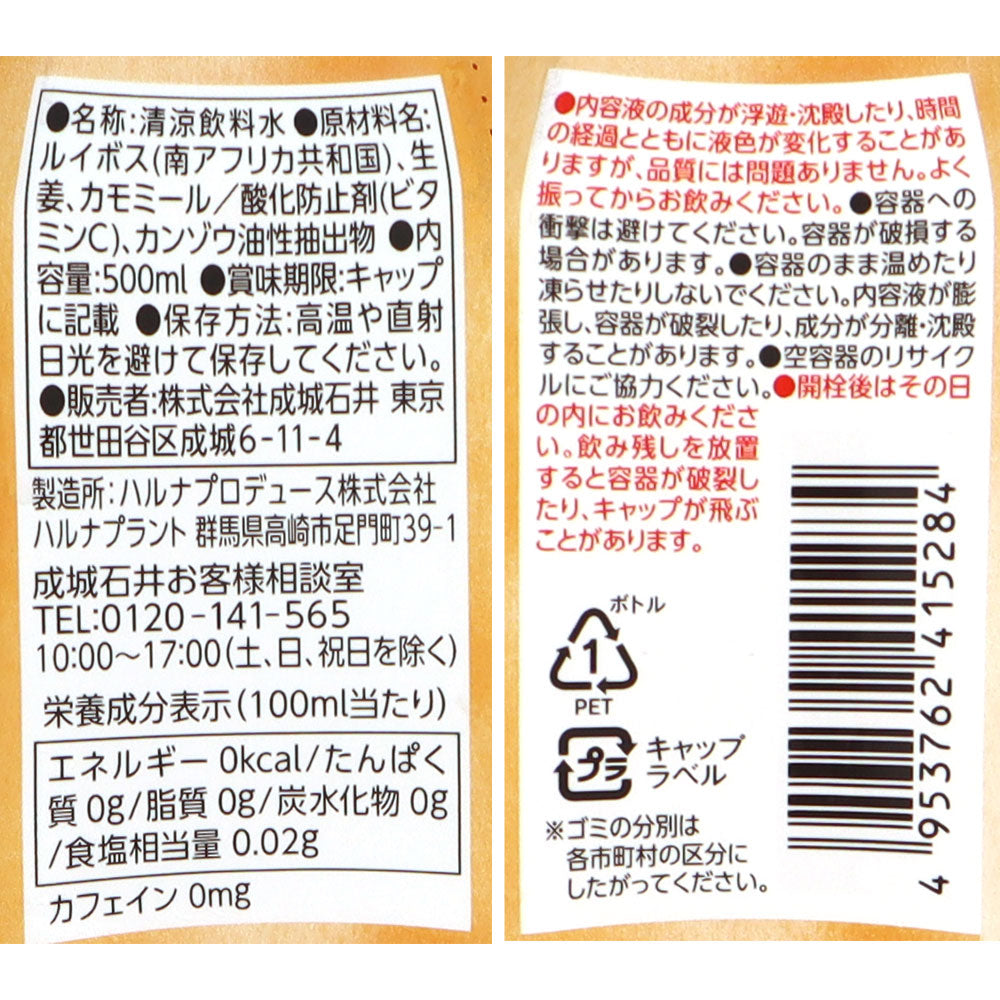 ●名称:清涼飲料水 ●原材料名:
ルイボス(南アフリカ共和国)、生
姜、カモミール／酸化防止剤(ビタ
ミンC)、カンゾウ油性抽出物 ●内
容量:500ml ●賞味期限:キャップ
に記載 ●保存方法:高温や直射
日光を避けて保存してください。
●販売者:株式会社成城石井 東京
都世田谷区成城6-11-4
製造所:ハルナプロデュース株式会社
ハルナプラント 群馬県高崎市足門町39-1
成城石井お客様相談室
TEL:0120-141-565
10:00～17:00(土、日、祝日を除く)
栄養成分表示(100ml当たり)
エネルギー 0kcal/たんぱく
質 0g/脂質 0g/炭水化物 0g
/食塩相当量 0.02g
カフェイン 0mg
●内容液の成分が浮遊・沈殿したり、時間
の経過とともに液色が変化することがあ
りますが、品質には問題ありません。よく
振ってからお飲みください。●容器への
衝撃は避けてください。容器が破損する
場合があります。●容器のまま温めたり
凍らせたりしないでください。内容液が膨
張し、容器が破裂したり、成分が分離・沈殿
することがあります。●空容器のリサイク
ルにご協力ください。●開栓後はその日
の内にお飲みくださ
い。飲み残しを放置
すると容器が破裂し
たり、キャップが飛ぶ
ことがあります。
ボトル
1
PET
プラ
キャップ
ラベル
※ゴミの分別は
各市町村の区分に
したがってください。
4 953762 415284